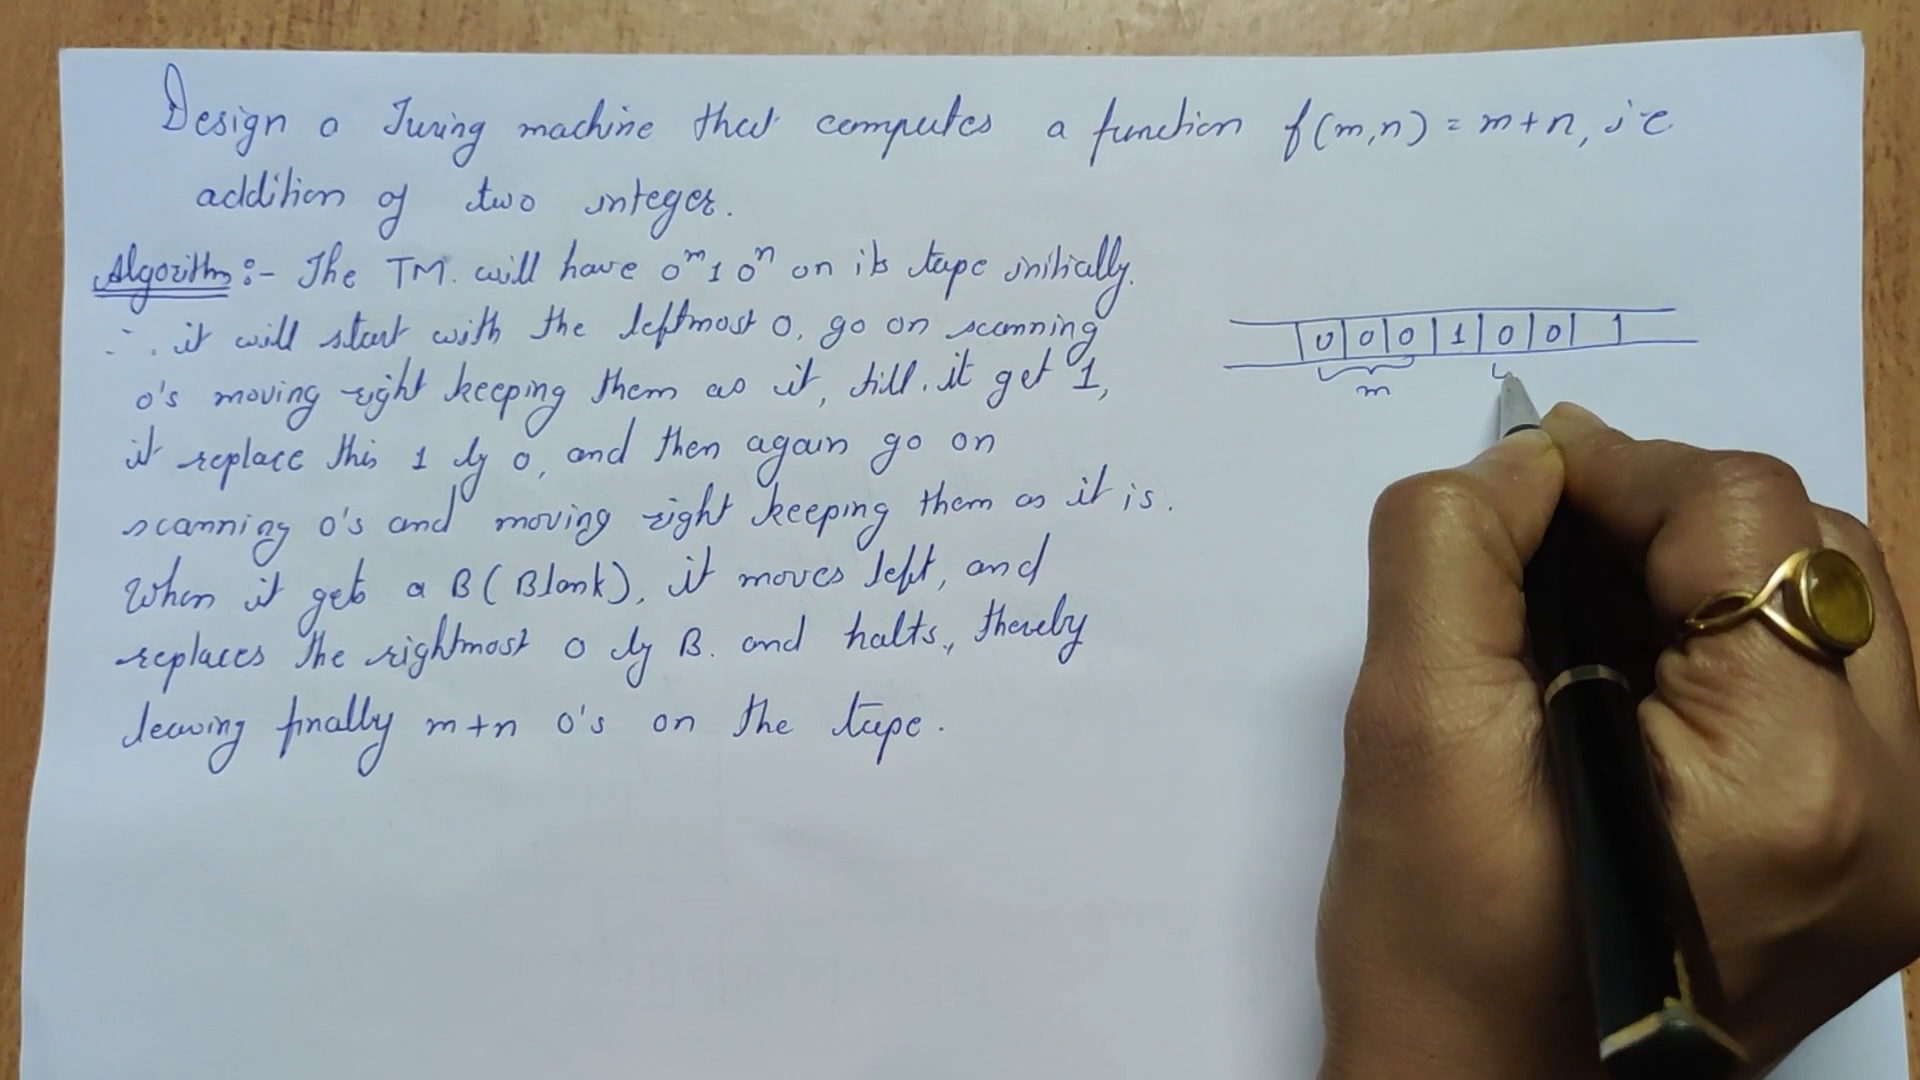 Design a Turing machine that computes a function f(m,n) = m+n, i.e
addition of two integer.
Algorithm :- The TM. will have 0^m 1 0^n on its tape initially.
∴ it will start with the leftmost 0, go on scanning
0's moving right keeping them as it, till. it get 1,
it replace this 1 by 0, and then again go on
scanning 0's and moving right keeping them as it is.
When it gets a B (Blank), it moves left, and
replaces the rightmost 0 by B. and halts., thereby
leaving finally m+n 0's on the tape.
0 0 0 1 0 0
m